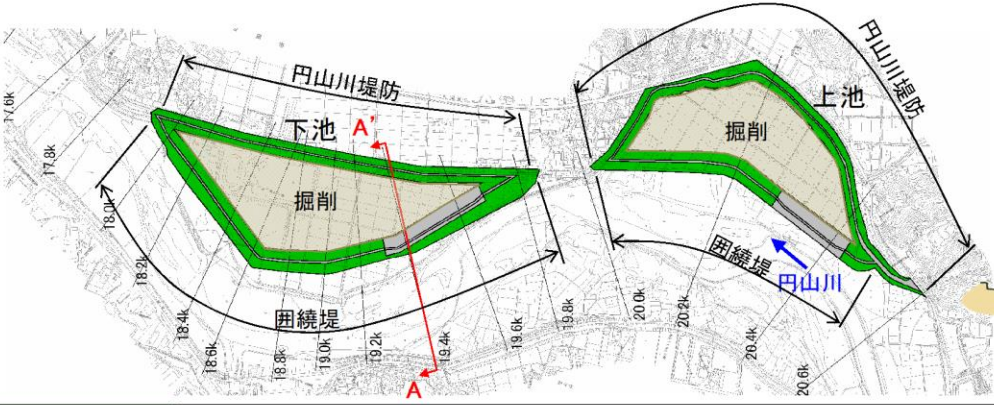 円山川堤防
下池
A'
掘削
囲繞堤
A
円山川堤防
上池
掘削
囲繞堤
円山川
17.6k
17.8k
18.0k
18.2k
18.4k
18.6k
18.8k
19.0k
19.2k
19.4k
19.6k
19.8k
20.0k
20.2k
20.4k
20.6k